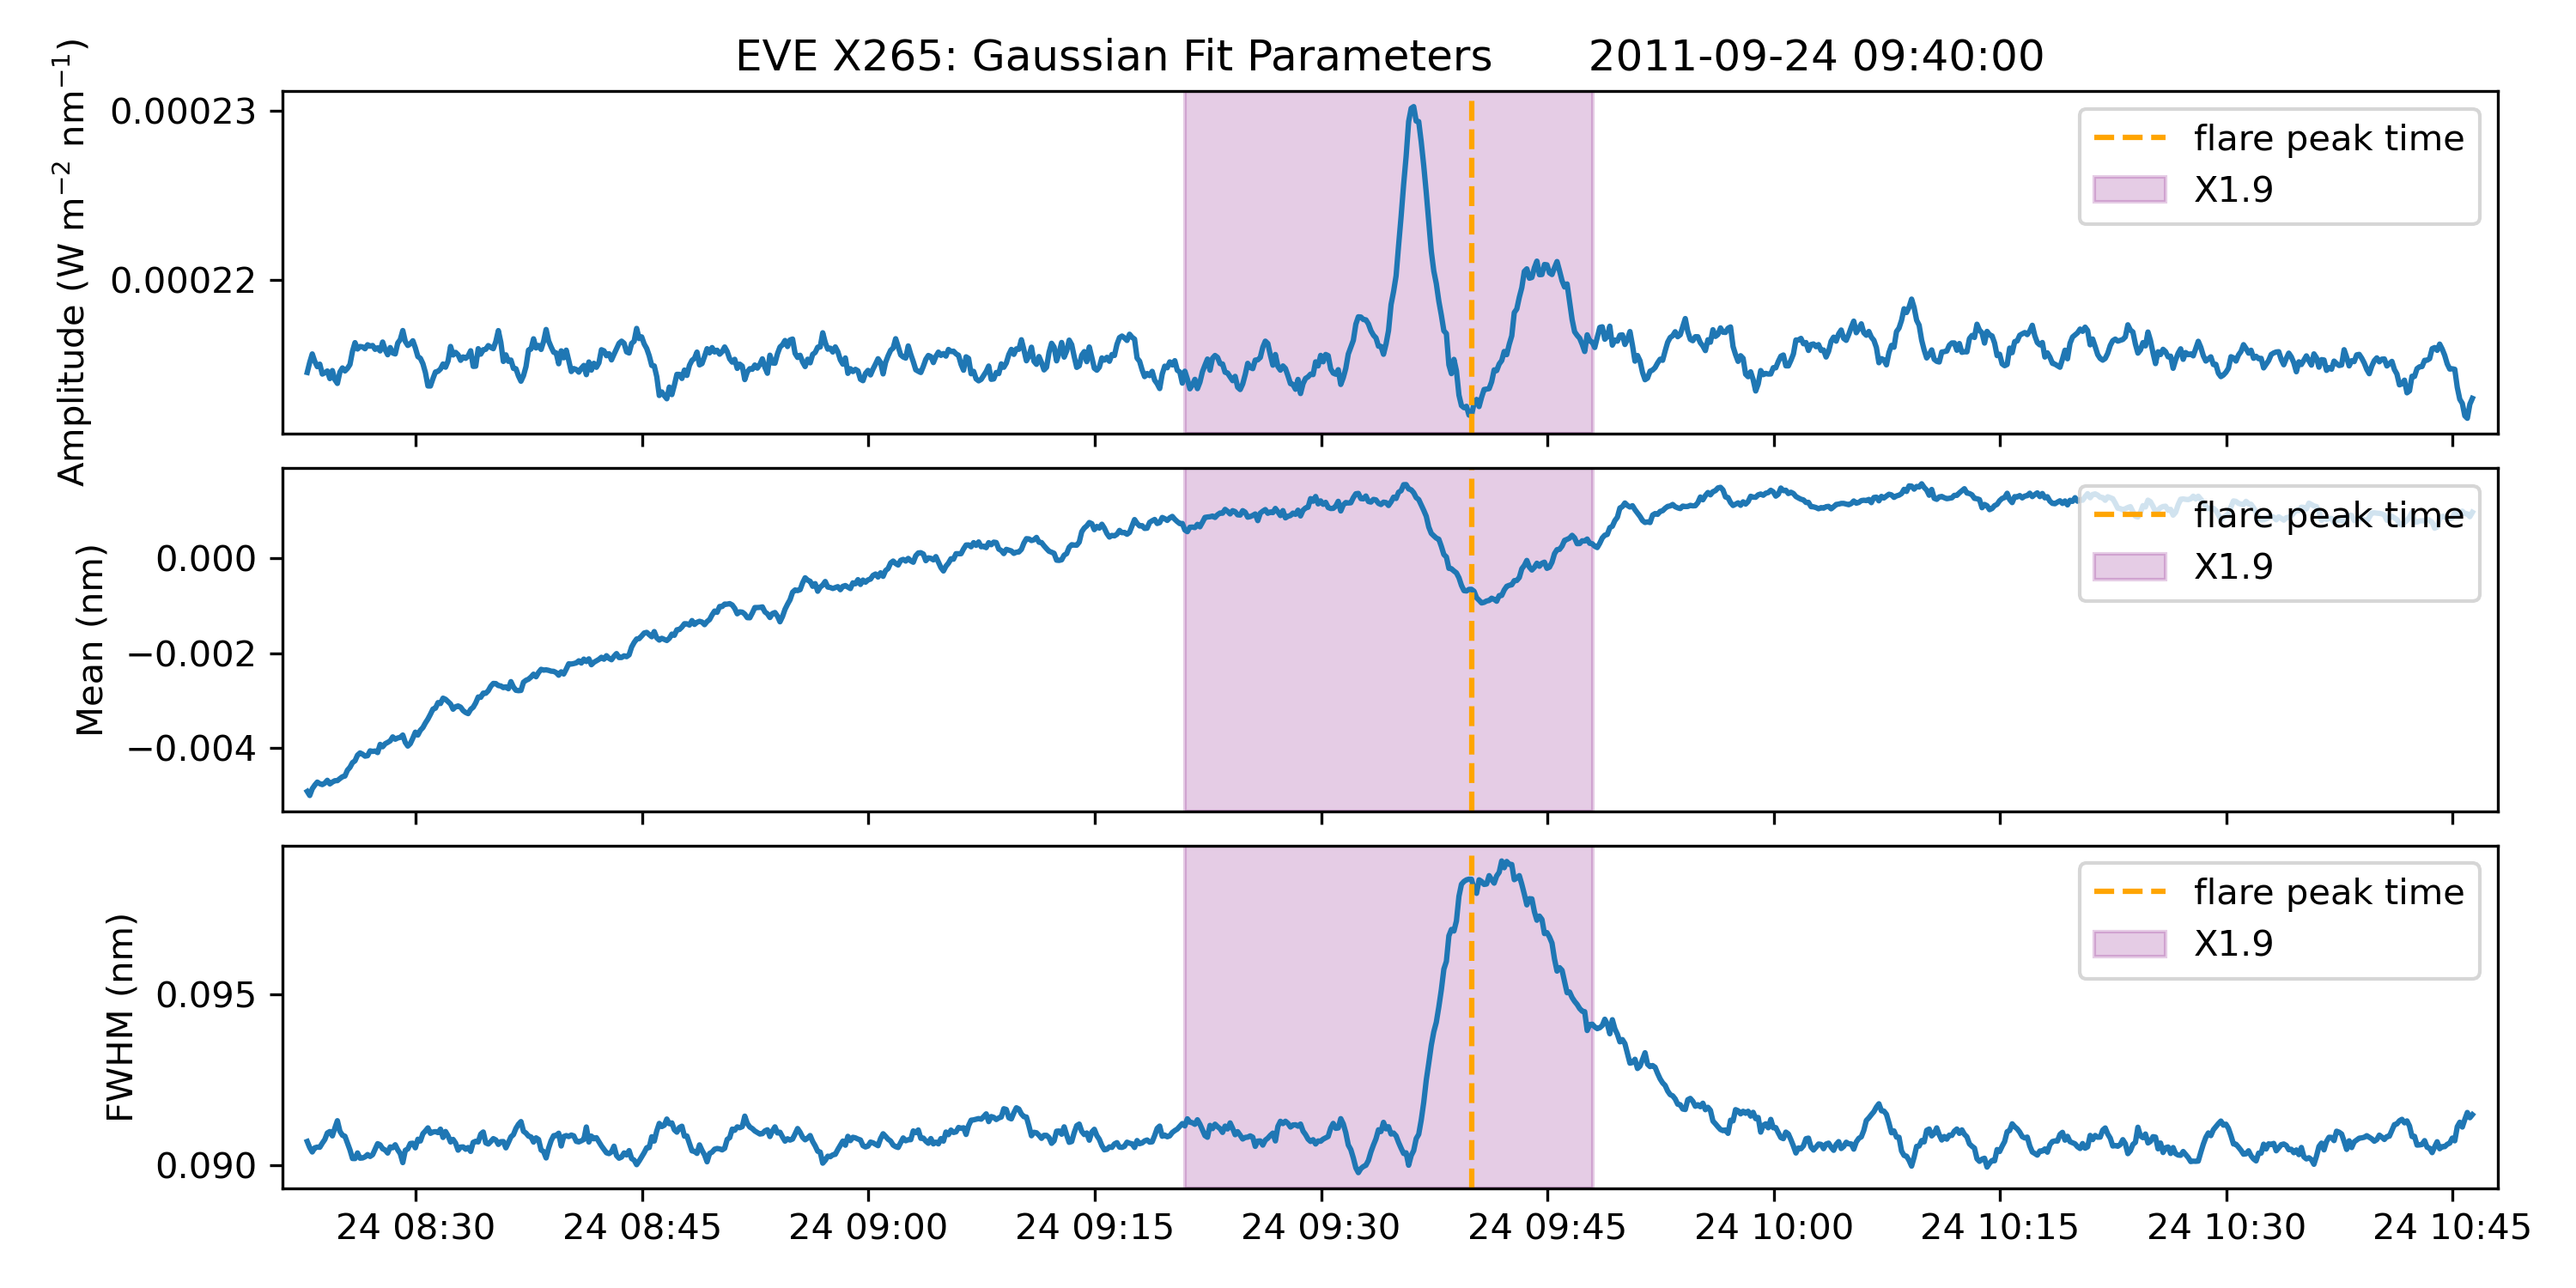 EVE X265: Gaussian Fit Parameters 2011-09-24 09:40:00
Amplitude (W m⁻² nm⁻¹)
0.00023
0.00022
flare peak time
X1.9
Mean (nm)
0.000
−0.002
−0.004
flare peak time
X1.9
FWHM (nm)
0.095
0.090
flare peak time
X1.9
24 08:30 24 08:45 24 09:00 24 09:15 24 09:30 24 09:45 24 10:00 24 10:15 24 10:30 24 10:45